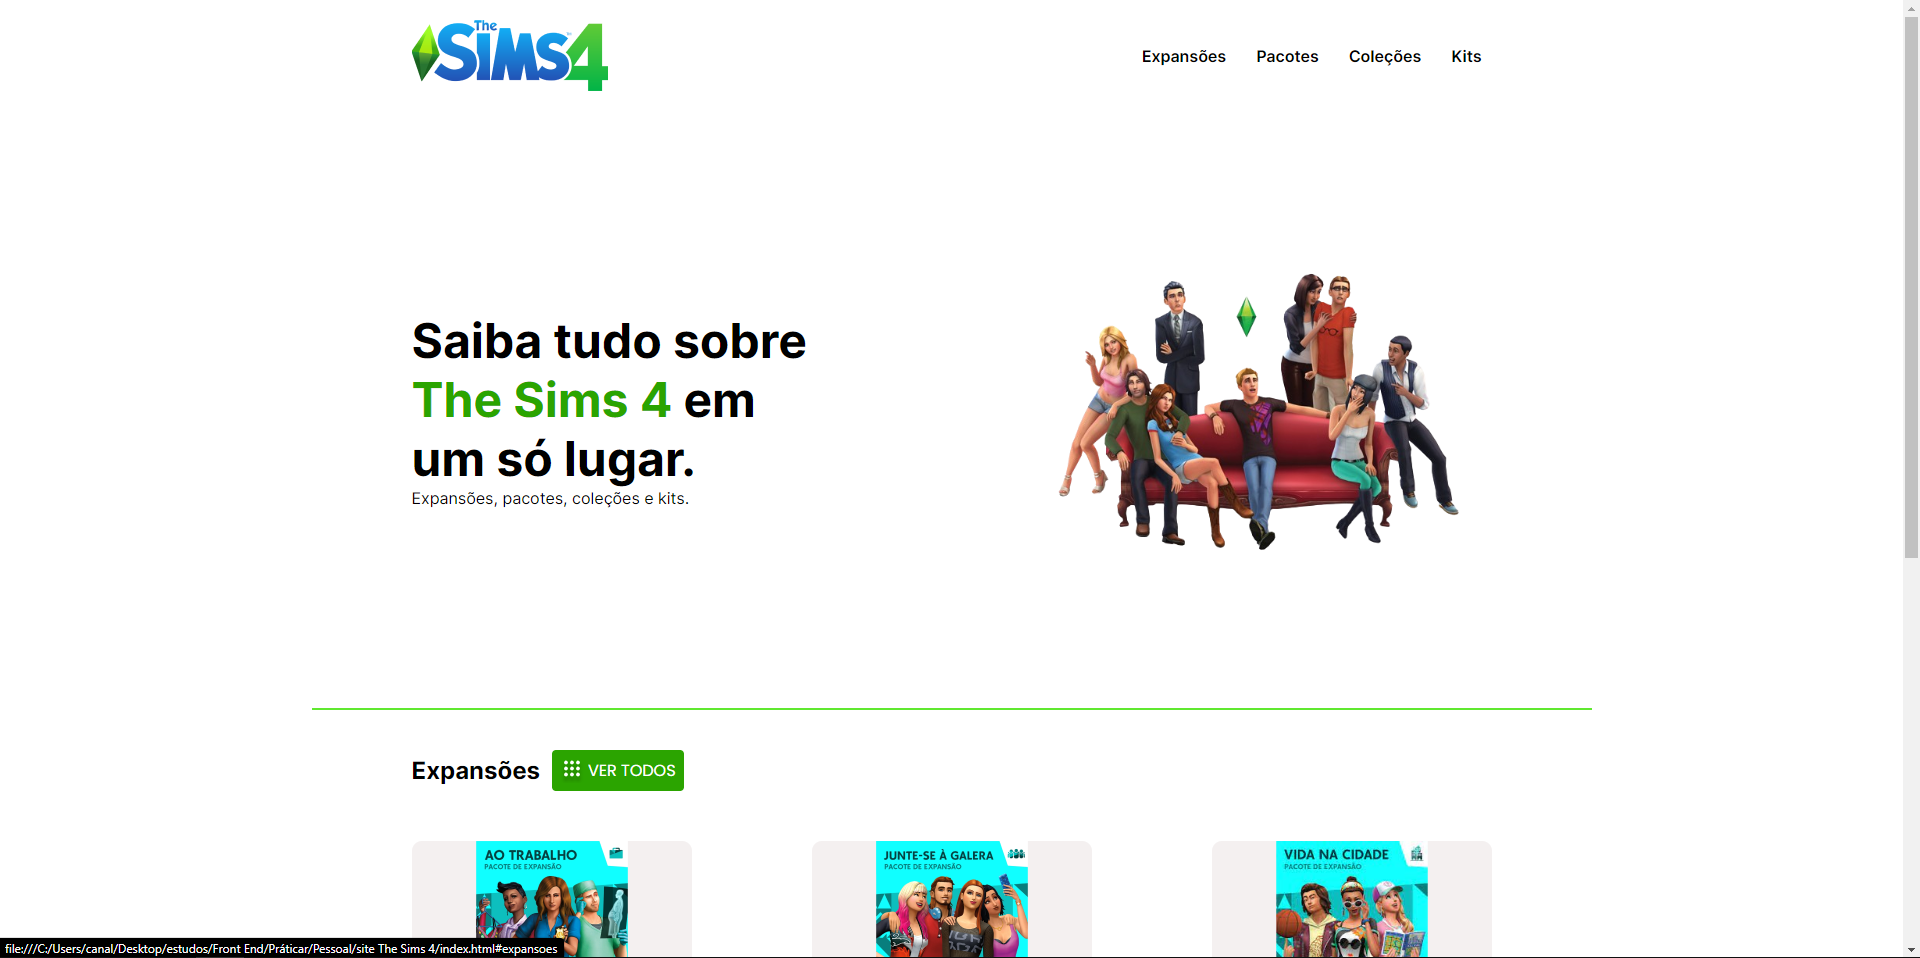 The Sims 4
Expansões Pacotes Coleções Kits
Saiba tudo sobre
The Sims 4 em
um só lugar.
Expansões, pacotes, coleções e kits.
Expansões VER TODOS
AO TRABALHO
PACOTE DE EXPANSÃO
JUNTE-SE À GALERA
PACOTE DE EXPANSÃO
VIDA NA CIDADE
PACOTE DE EXPANSÃO
file:///C:/Users/canal/Desktop/estudos/Front End/Práticar/Pessoal/site The Sims 4/index.html#expansoes